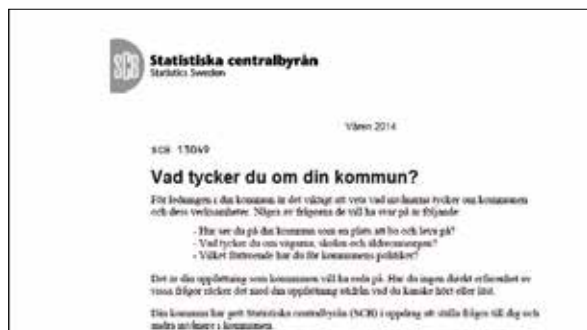 SCB
Statistiska centralbyrån
Statistics Sweden
Våren 2014
SCB 13049
Vad tycker du om din kommun?
För ledningen i din kommun är det viktigt att veta vad invånarna tycker om kommunen
och dess verksamheter. Några av frågorna de vill ha svar på är följande
- Hur ser du på din kommun som en plats att bo och leva på?
- Vad tycker du om vägarna, skolan och äldreomsorgen?
- Vilket förtroende har du för kommunens politiker?
Det är din uppfattning som kommunen vill ha reda på. Har du ingen direkt erfarenhet av
vissa frågor räcker det med din uppfattning utifrån vad du kanske hört eller läst.
Din kommun har gett Statistiska centralbyrån (SCB) i uppdrag att ställa frågor till dig och
andra invånare i kommunen.